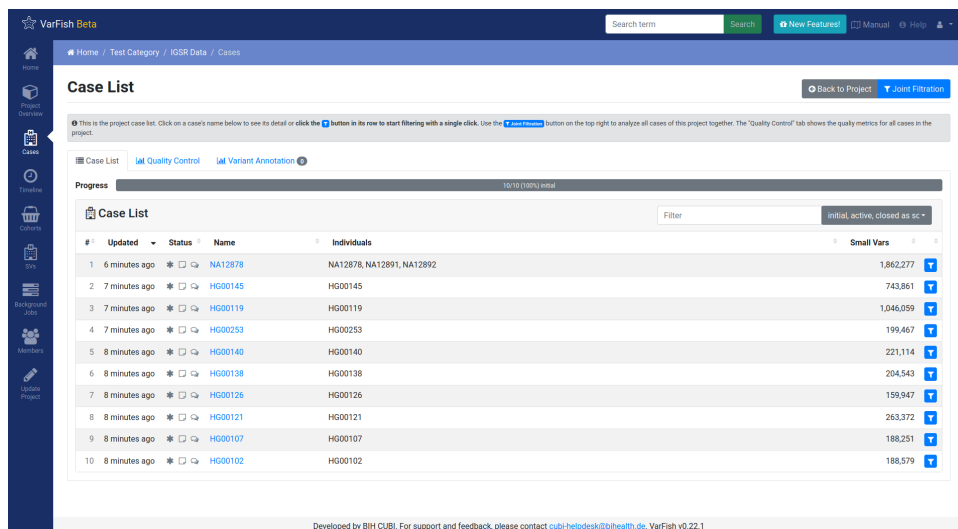 VarFish Beta
Search term
Search
New Features!
Manual
Help
Home / Test Category / IGSR Data / Cases
Home
Project Overview
Cases
Timeline
Cohorts
SVs
Background Jobs
Members
Update Project
Case List
Back to Project
Joint Filtration
This is the project case list. Click on a case's name below to see its detail or click the button in its row to start filtering with a single click. Use the Joint Filtration button on the top right to analyze all cases of this project together. The "Quality Control" tab shows the qualiy metrics for all cases in the
project.
Case List Quality Control Variant Annotation 0
Progress 10/10 (100%) initial
Case List
Filter
initial, active, closed as sc
# Updated Status Name Individuals Small Vars
1 6 minutes ago NA12878 NA12878, NA12891, NA12892 1,862,277
2 7 minutes ago HG00145 HG00145 743,861
3 7 minutes ago HG00119 HG00119 1,046,059
4 7 minutes ago HG00253 HG00253 199,467
5 8 minutes ago HG00140 HG00140 221,114
6 8 minutes ago HG00138 HG00138 204,543
7 8 minutes ago HG00126 HG00126 159,947
8 8 minutes ago HG00121 HG00121 263,372
9 8 minutes ago HG00107 HG00107 188,251
10 8 minutes ago HG00102 HG00102 188,579
Developed by BIH CUBI. For support and feedback, please contact cubi-helpdesk@bihealth.de. VarFish v0.22.1